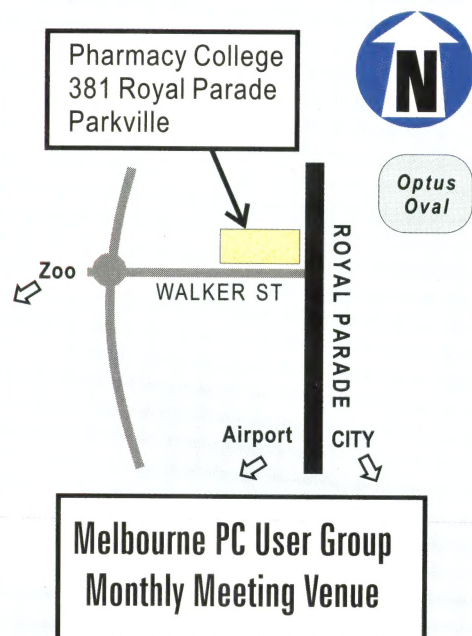 Pharmacy College
381 Royal Parade
Parkville
N
Optus
Oval
Zoo
WALKER ST
ROYAL PARADE
Airport
CITY
Melbourne PC User Group
Monthly Meeting Venue